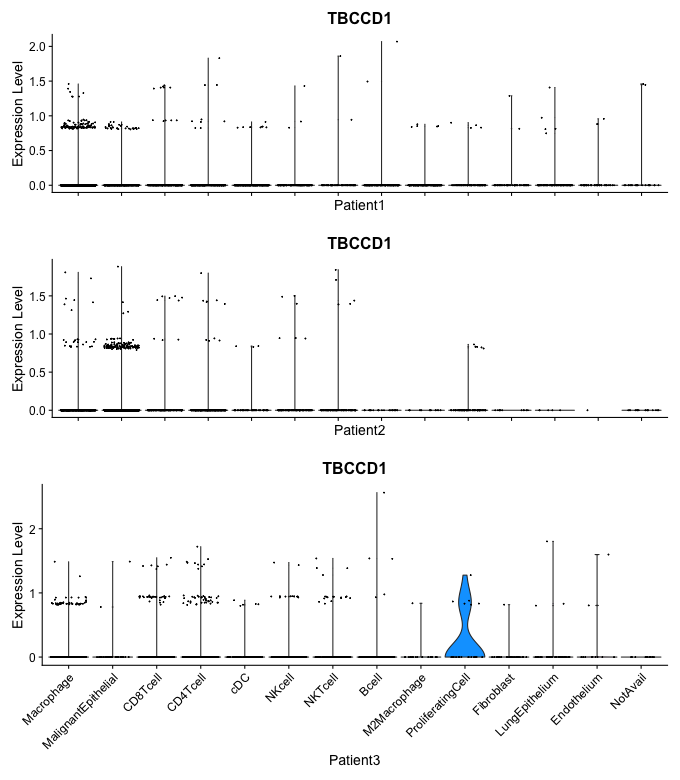 TBCCD1
Expression Level
2.0
1.5
1.0
0.5
0.0
Patient1
TBCCD1
Expression Level
1.5
1.0
0.5
0.0
Patient2
TBCCD1
Expression Level
2
1
0
Macrophage
MalignantEpithelial
CD8Tcell
CD4Tcell
cDC
NKcell
NKTcell
Bcell
M2Macrophage
ProliferatingCell
Fibroblast
LungEpithelium
Endothelium
NotAvail
Patient3